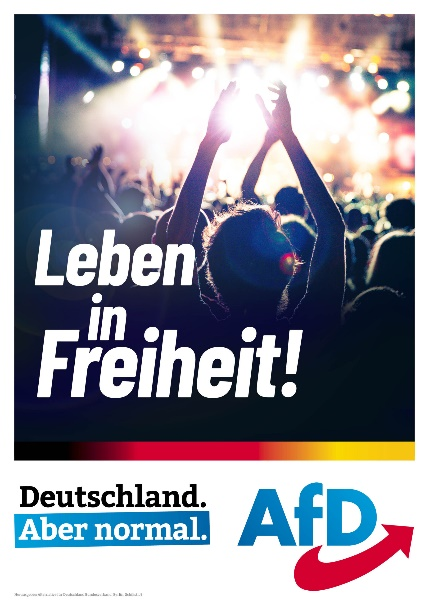 Leben
in
Freiheit!
Deutschland.
Aber normal.
AfD